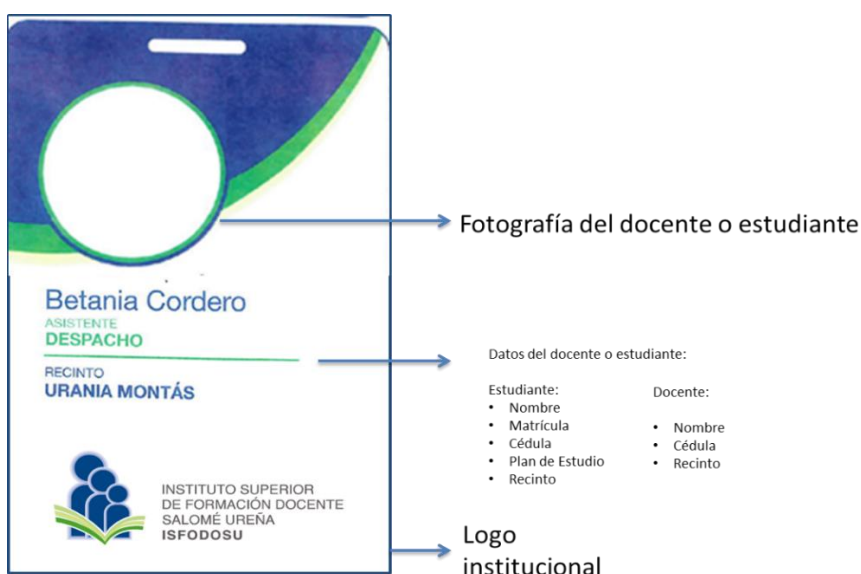 Betania Cordero
ASISTENTE
DESPACHO
RECINTO
URANIA MONTÁS
INSTITUTO SUPERIOR
DE FORMACIÓN DOCENTE
SALOMÉ UREÑA
ISFODOSU
Fotografía del docente o estudiante
Datos del docente o estudiante:
Estudiante:
• Nombre
• Matrícula
• Cédula
• Plan de Estudio
• Recinto
Docente:
• Nombre
• Cédula
• Recinto
Logo
institucional